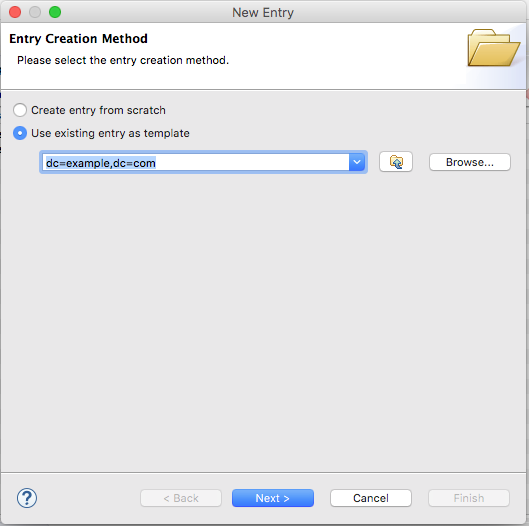 New Entry
Entry Creation Method
Please select the entry creation method.
Create entry from scratch
Use existing entry as template
dc=example,dc=com
Browse...
?
< Back
Next >
Cancel
Finish